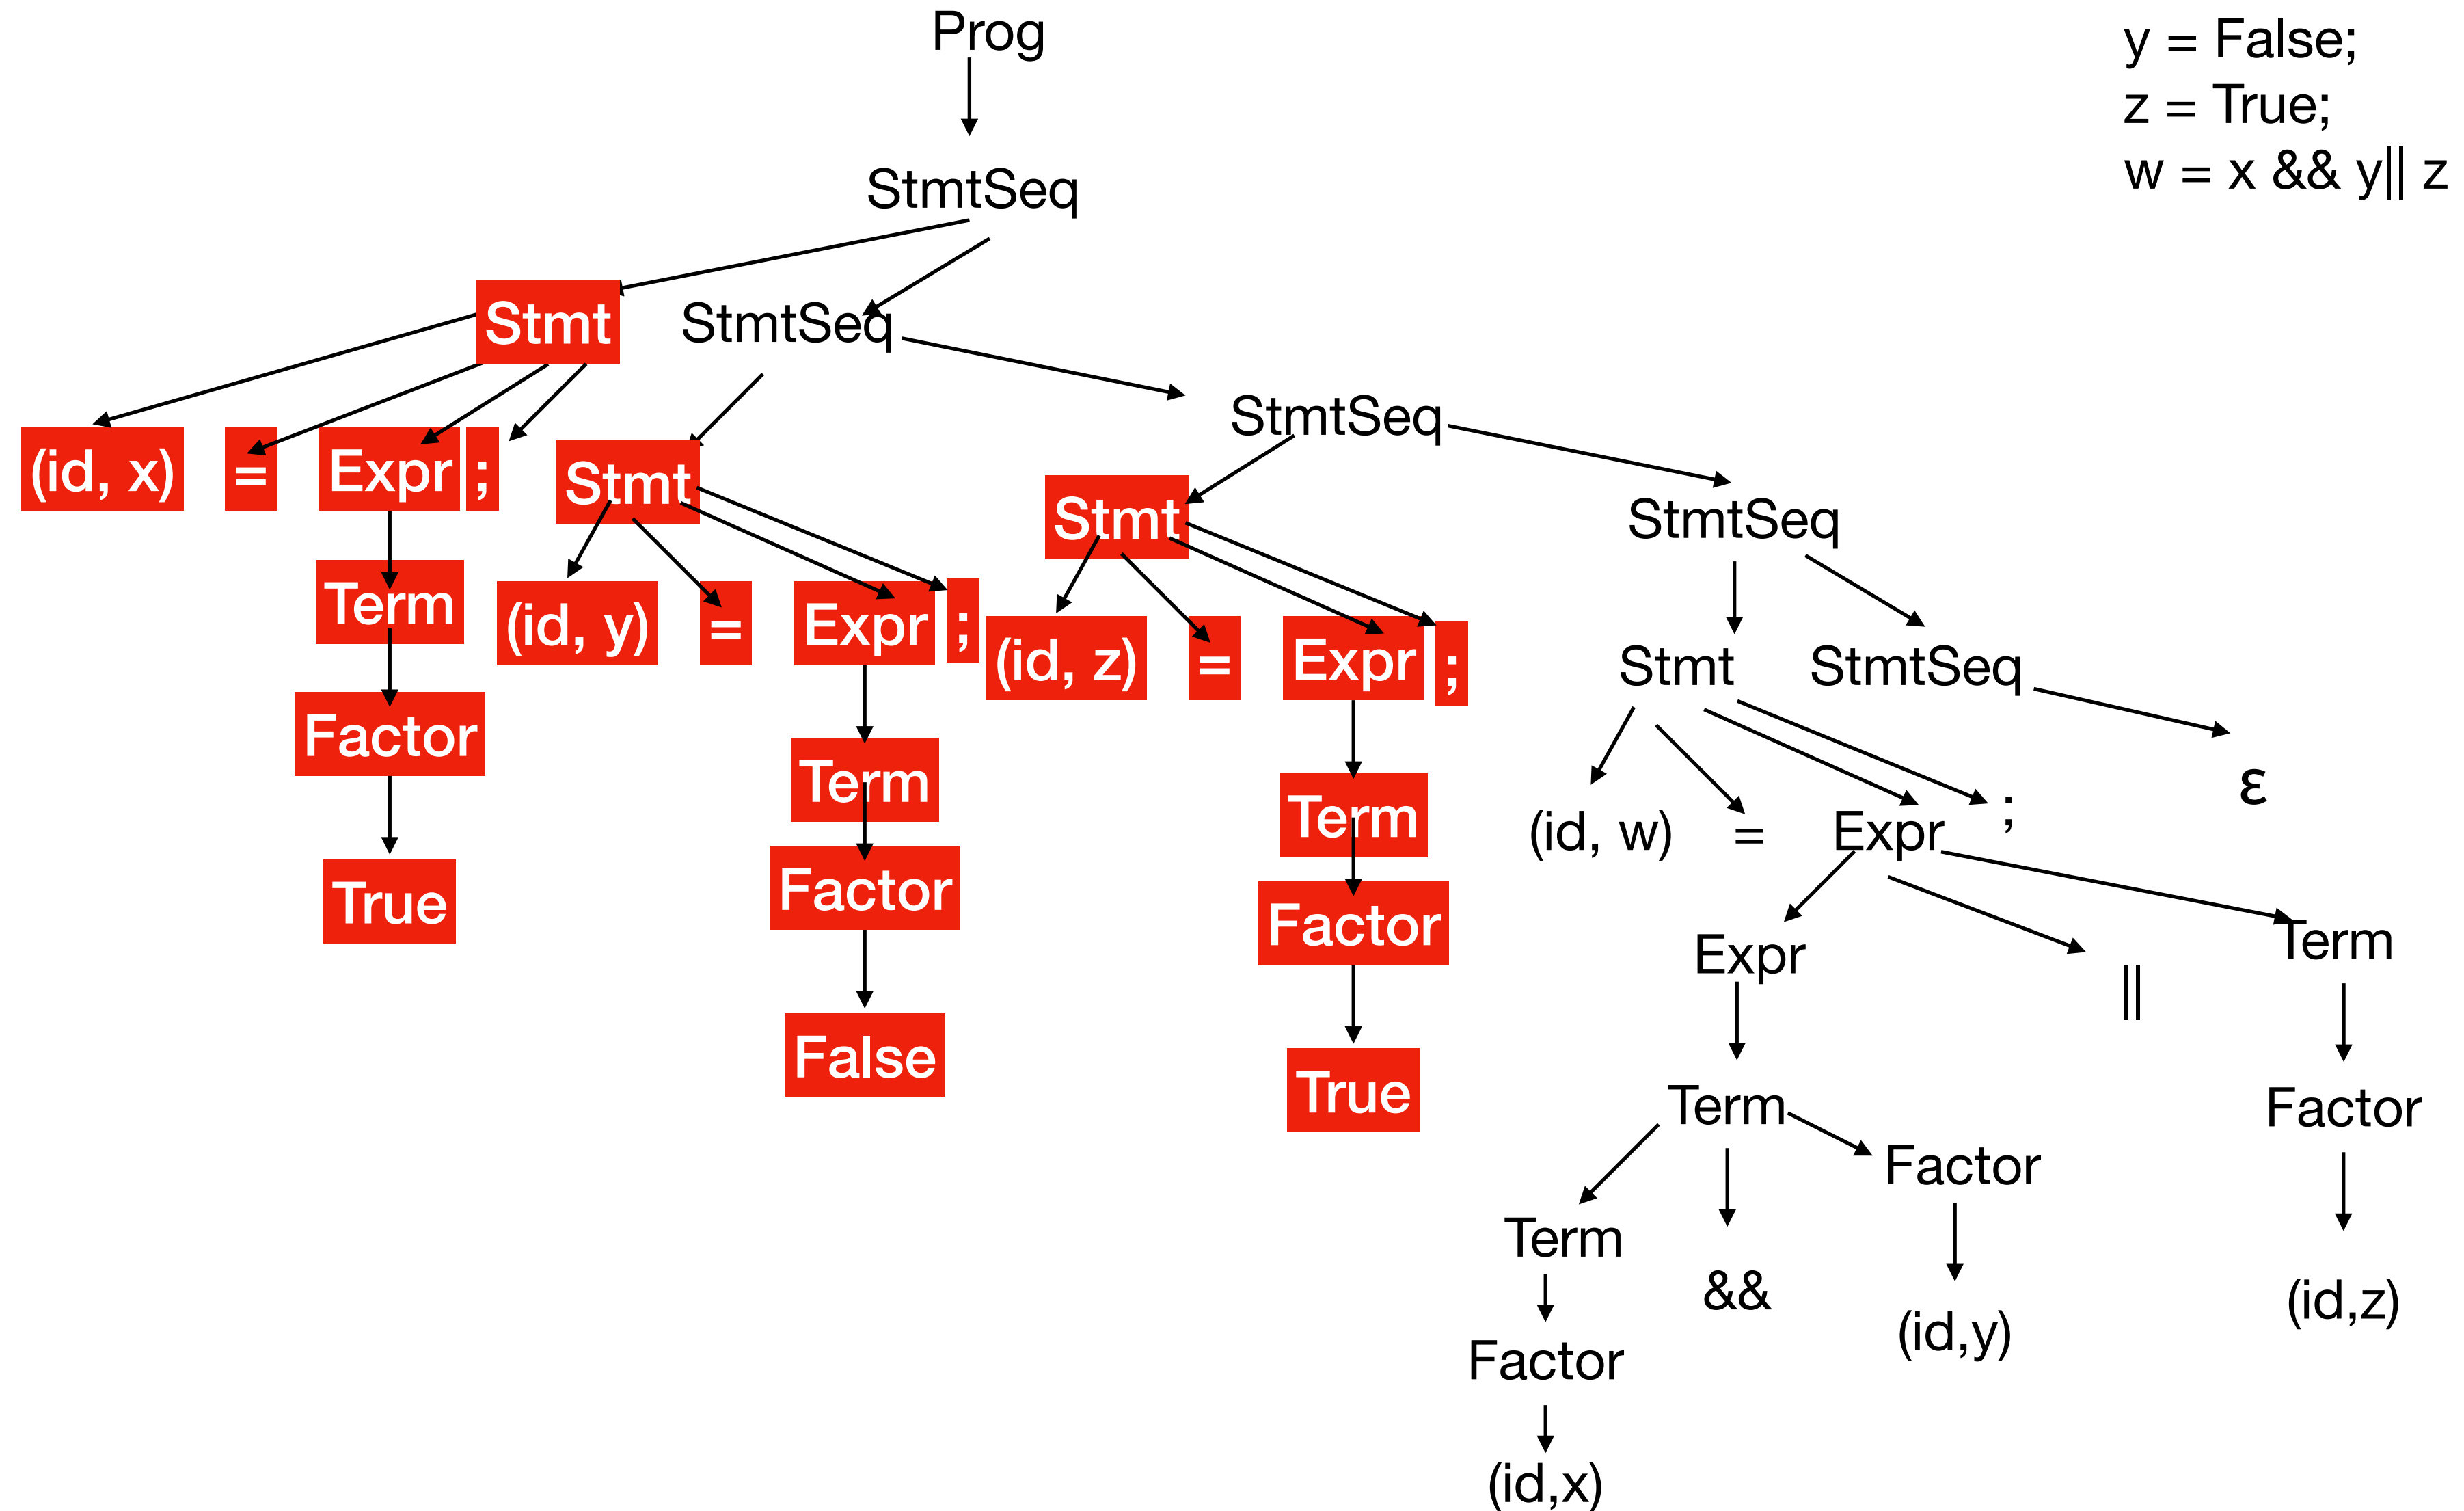 Prog
y = False;
z = True;
w = x && y|| z
StmtSeq
Stmt
StmtSeq
StmtSeq
(id, x)
=
Expr
;
Stmt
Stmt
StmtSeq
Term
(id, y)
=
Expr
;
(id, z)
=
Expr
;
Stmt
StmtSeq
Factor
Term
Term
(id, w)
=
Expr
;
ε
True
Factor
Factor
Expr
||
Term
False
True
Term
Factor
Factor
Term
&&
(id,y)
(id,z)
Factor
(id,x)